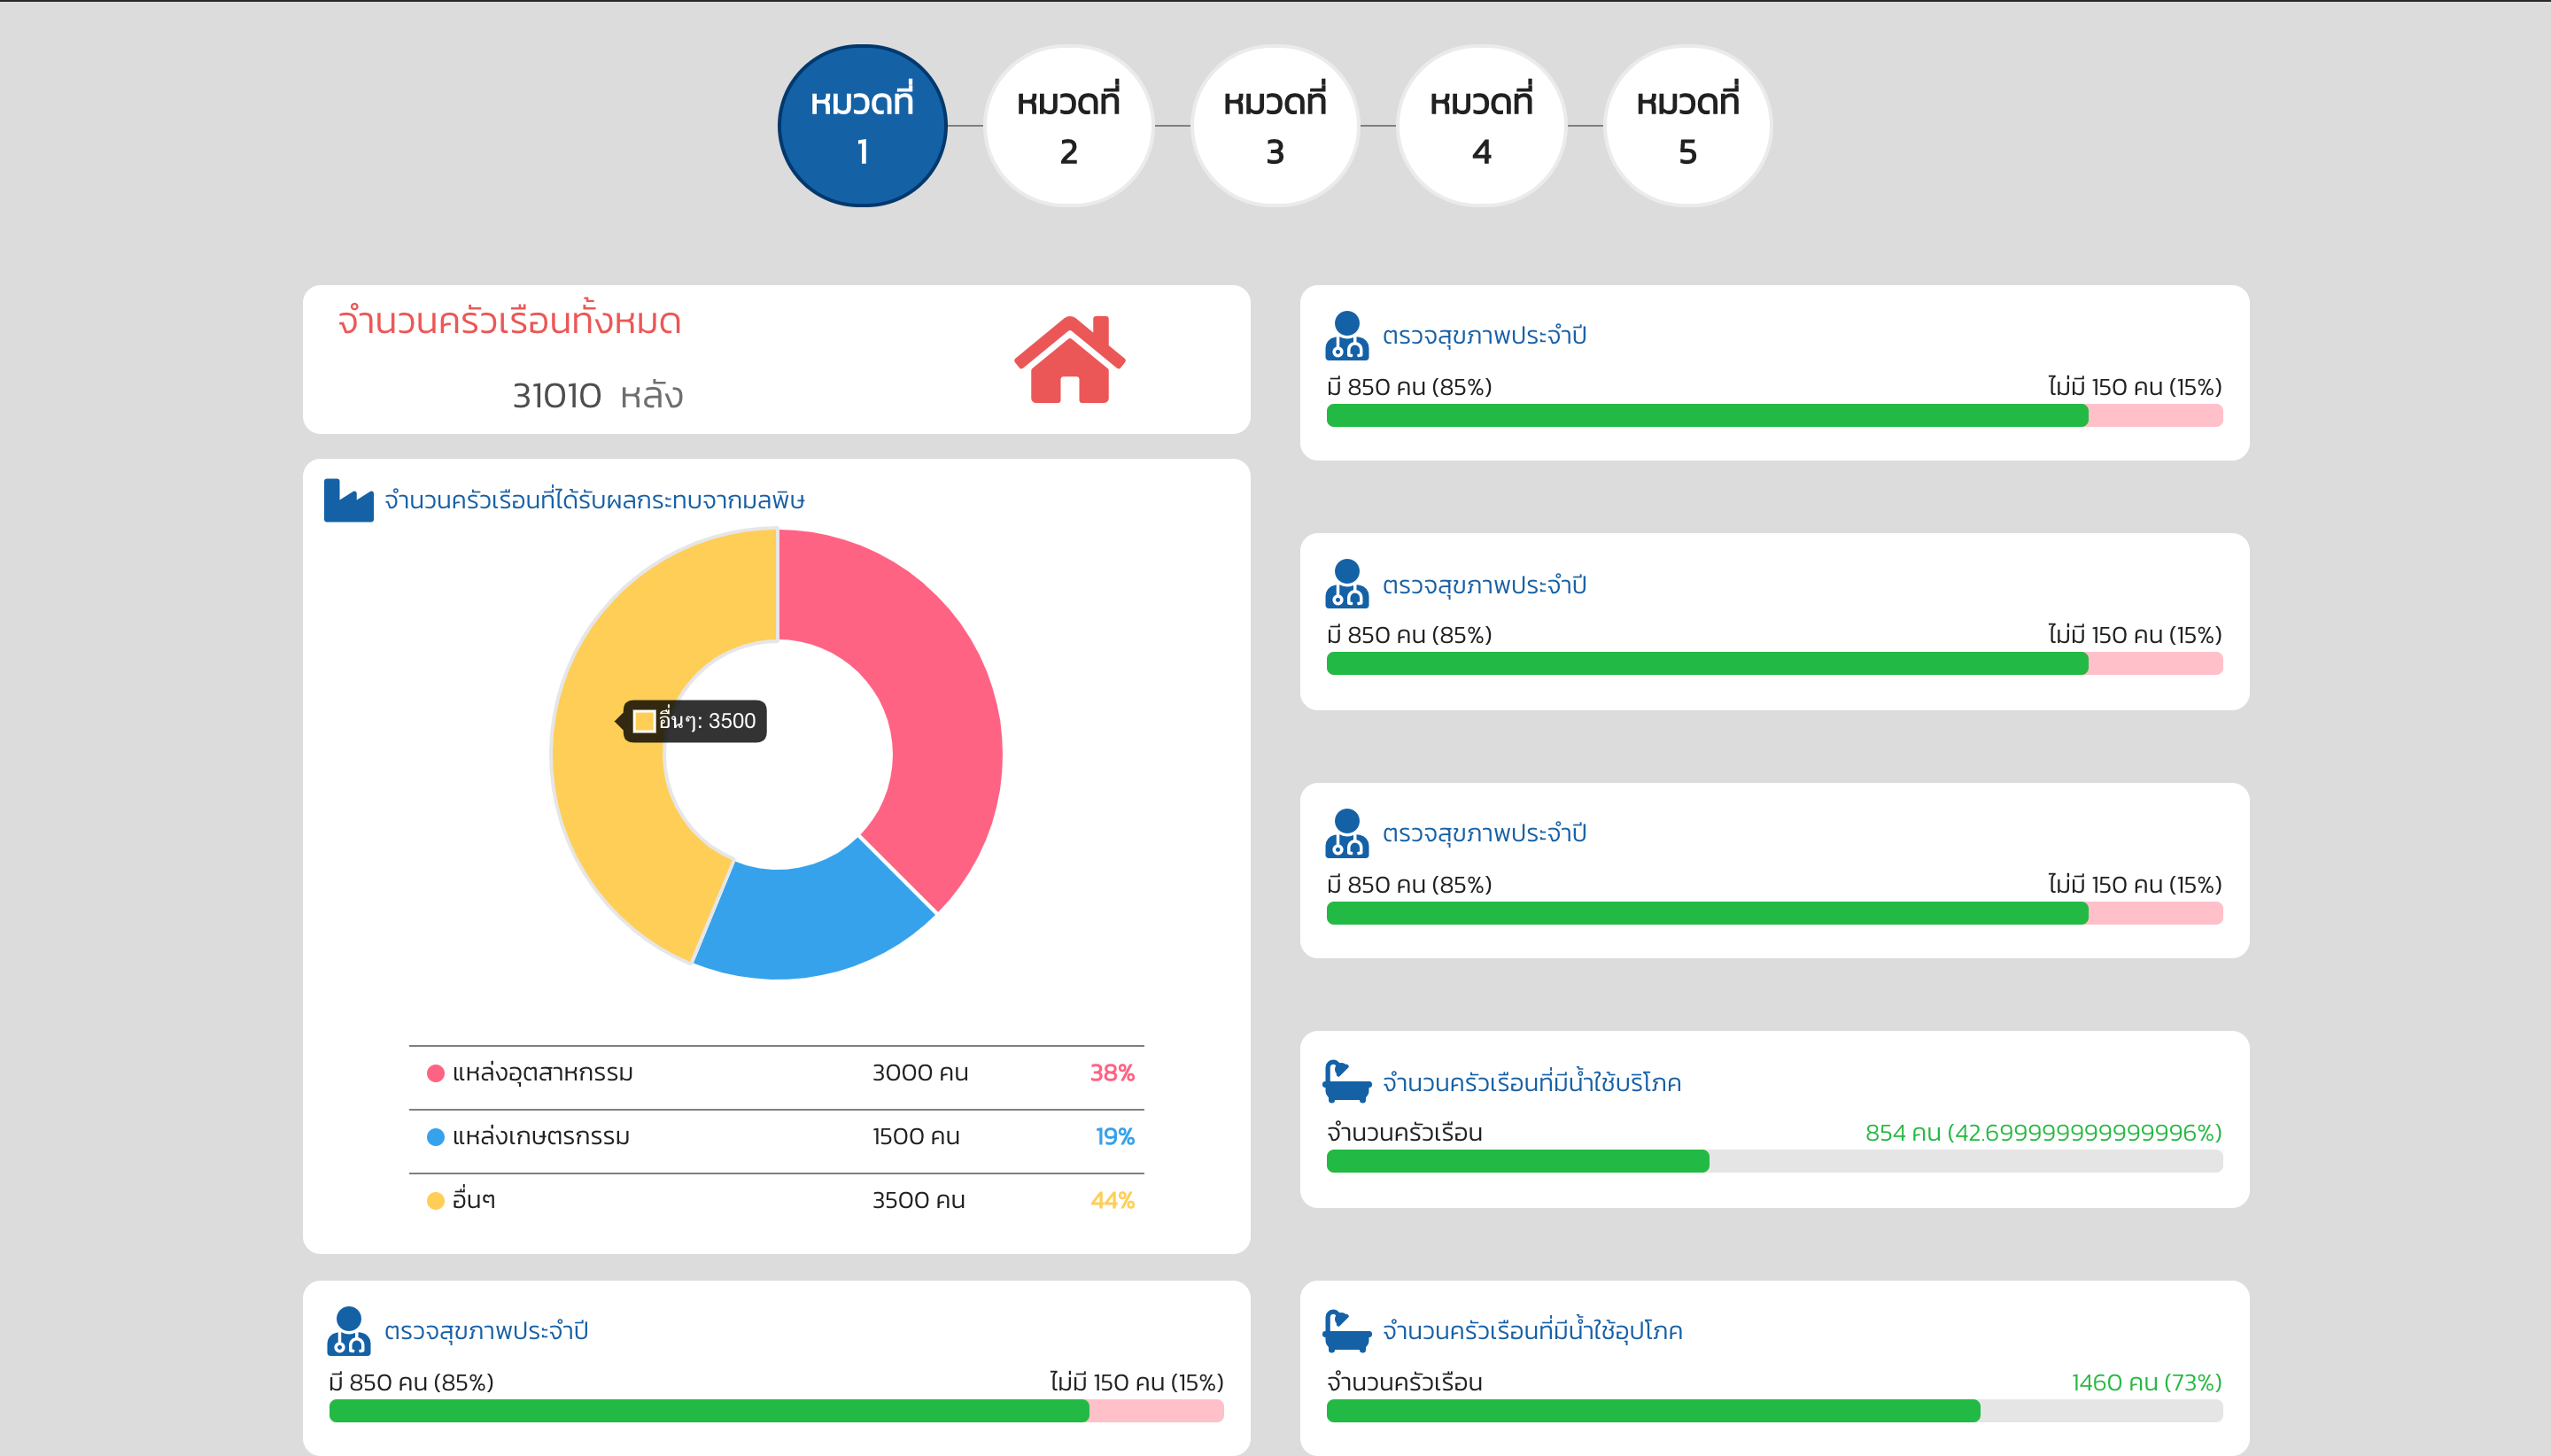 หมวดที่
1
หมวดที่
2
หมวดที่
3
หมวดที่
4
หมวดที่
5
จำนวนครัวเรือนทั้งหมด
31010 หลัง
จำนวนครัวเรือนที่ได้รับผลกระทบจากมลพิษ
อื่นๆ: 3500
แหล่งอุตสาหกรรม 3000 คน 38%
แหล่งเกษตรกรรม 1500 คน 19%
อื่นๆ 3500 คน 44%
ตรวจสุขภาพประจำปี
มี 850 คน (85%) ไม่มี 150 คน (15%)
ตรวจสุขภาพประจำปี
มี 850 คน (85%) ไม่มี 150 คน (15%)
ตรวจสุขภาพประจำปี
มี 850 คน (85%) ไม่มี 150 คน (15%)
ตรวจสุขภาพประจำปี
มี 850 คน (85%) ไม่มี 150 คน (15%)
จำนวนครัวเรือนที่มีน้ำใช้บริโภค
จำนวนครัวเรือน 854 คน (42.699999999999996%)
จำนวนครัวเรือนที่มีน้ำใช้อุปโภค
จำนวนครัวเรือน 1460 คน (73%)